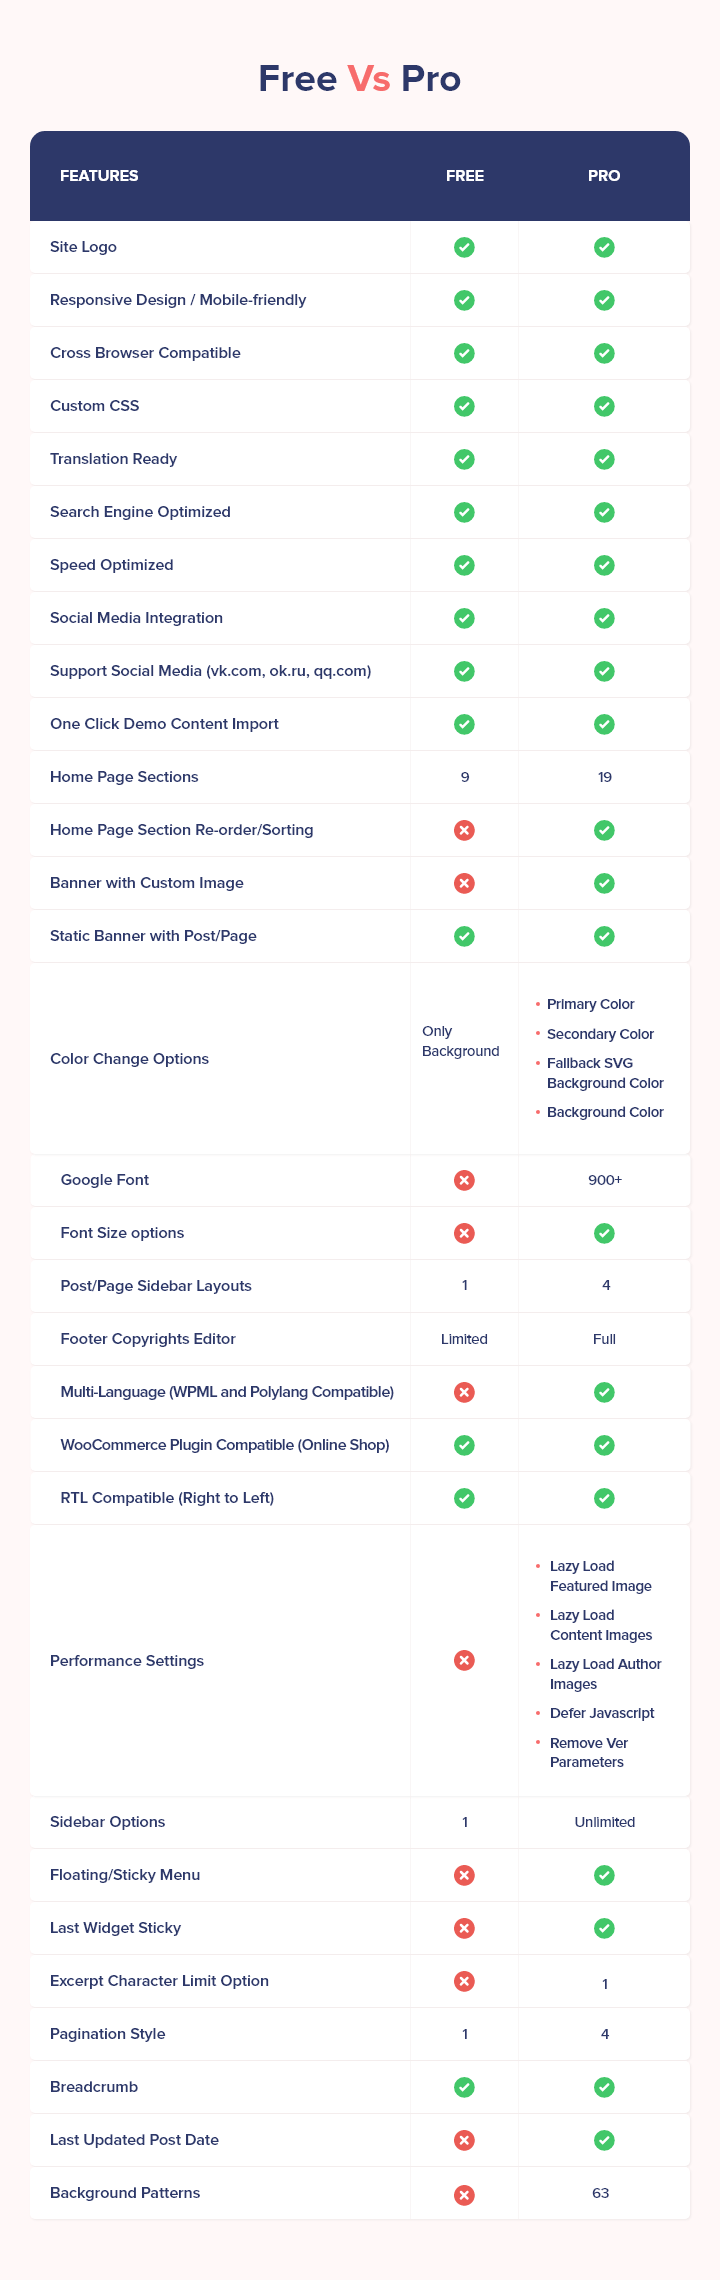 Free Vs Pro
FEATURES FREE PRO
Site Logo
Responsive Design / Mobile-friendly
Cross Browser Compatible
Custom CSS
Translation Ready
Search Engine Optimized
Speed Optimized
Social Media Integration
Support Social Media (vk.com, ok.ru, qq.com)
One Click Demo Content Import
Home Page Sections 9 19
Home Page Section Re-order/Sorting
Banner with Custom Image
Static Banner with Post/Page
Color Change Options
Only
Background
• Primary Color
• Secondary Color
• Fallback SVG
Background Color
• Background Color
Google Font 900+
Font Size options
Post/Page Sidebar Layouts 1 4
Footer Copyrights Editor Limited Full
Multi-Language (WPML and Polylang Compatible)
WooCommerce Plugin Compatible (Online Shop)
RTL Compatible (Right to Left)
Performance Settings
• Lazy Load
Featured Image
• Lazy Load
Content Images
• Lazy Load Author
Images
• Defer Javascript
• Remove Ver
Parameters
Sidebar Options 1 Unlimited
Floating/Sticky Menu
Last Widget Sticky
Excerpt Character Limit Option 1
Pagination Style 1 4
Breadcrumb
Last Updated Post Date
Background Patterns 63